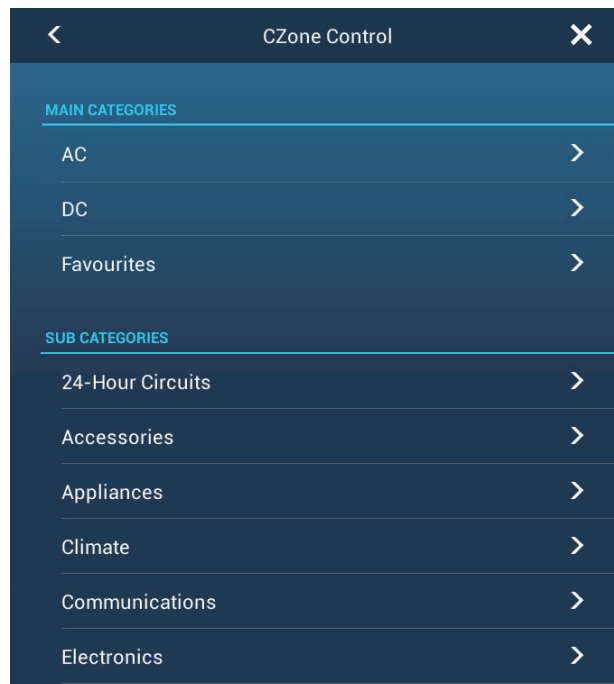 CZone Control
MAIN CATEGORIES
AC
DC
Favourites
SUB CATEGORIES
24-Hour Circuits
Accessories
Appliances
Climate
Communications
Electronics